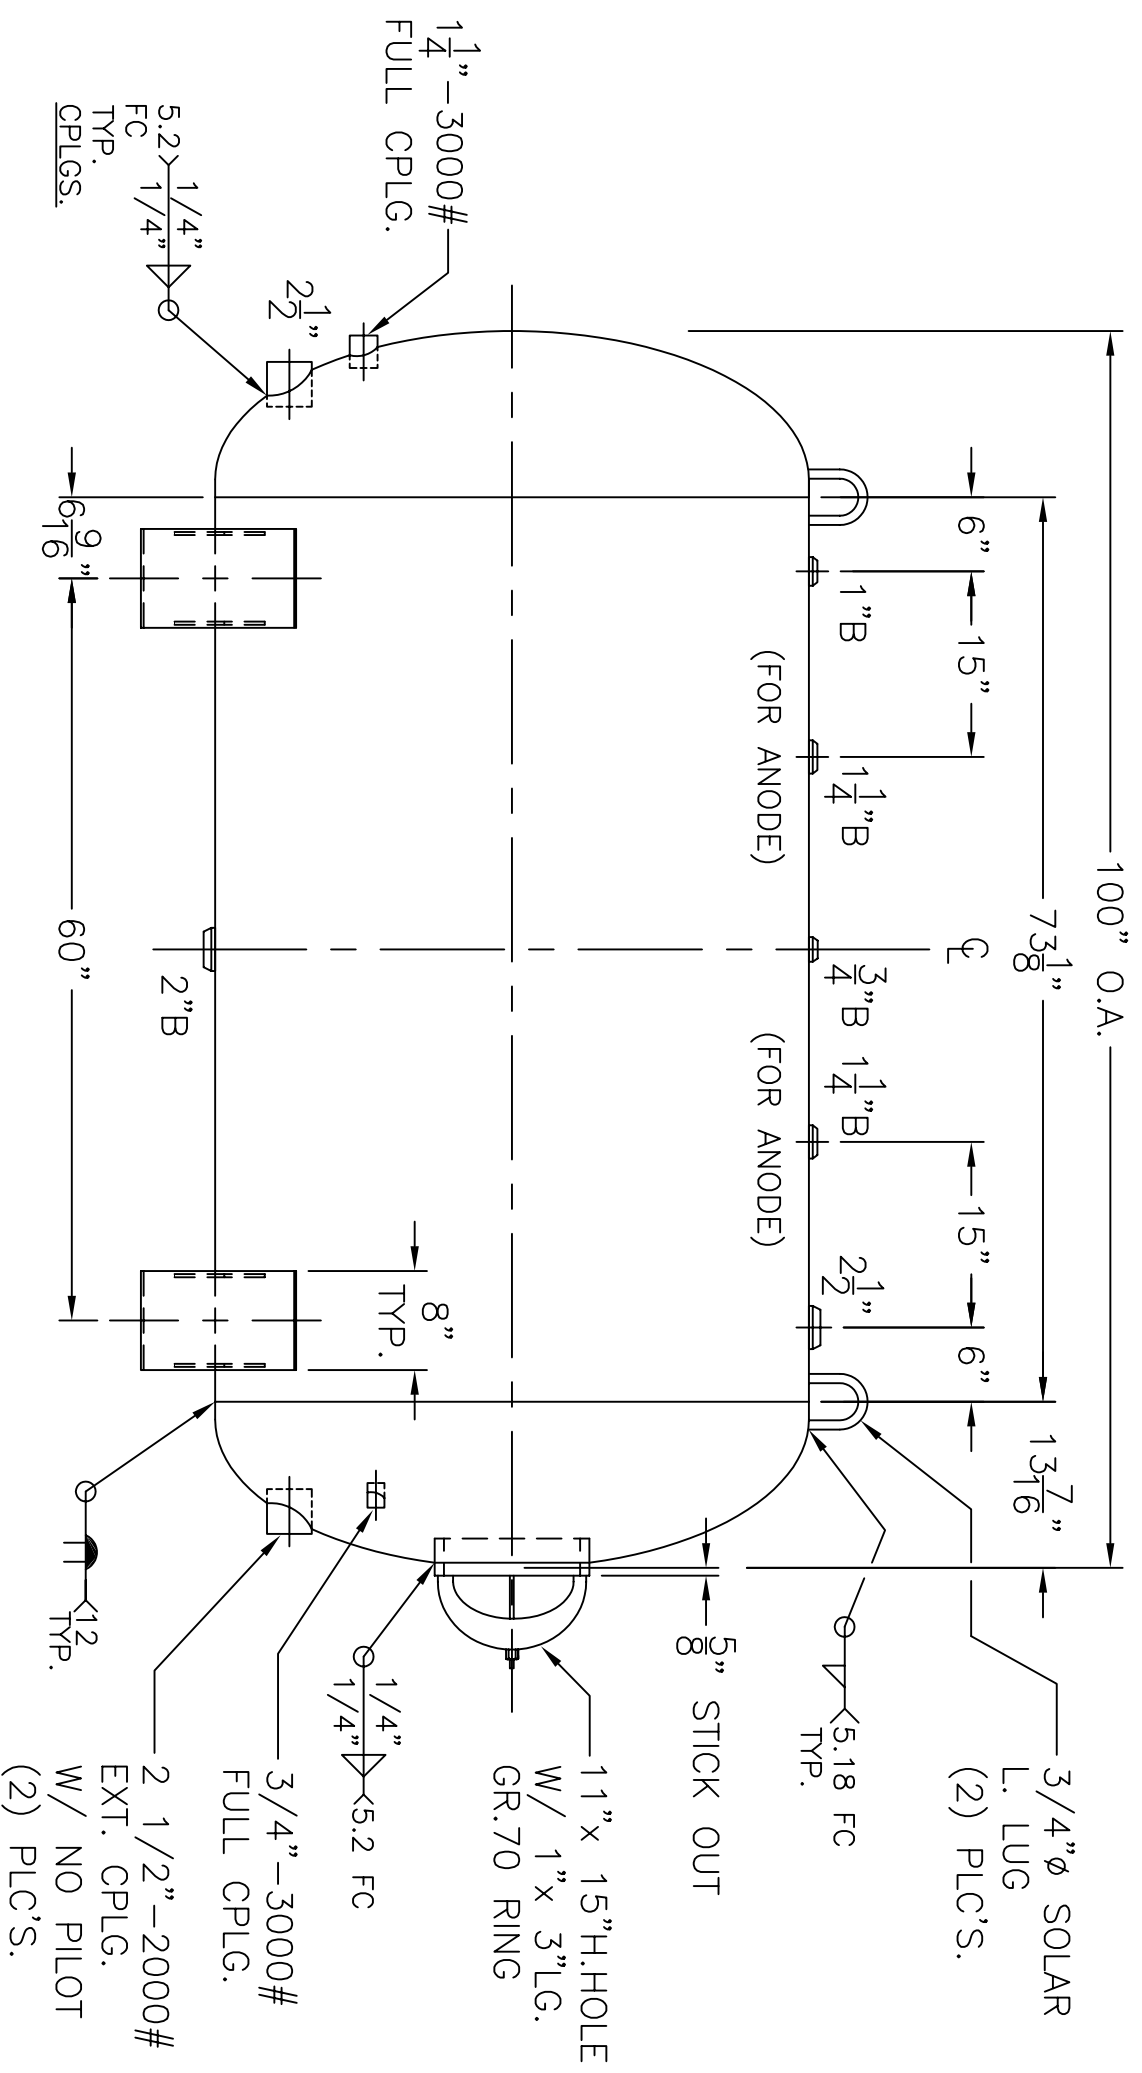 100" O.A.
73 1/8"
13 7/16"
6"
15"
15"
6"
C L
1"B
1 1/4"B
3/4"B
1 1/4"B
2 1/2"
(FOR ANODE)
(FOR ANODE)
3/4"ø SOLAR
L. LUG
(2) PLC'S.
5.18 FC
TYP.
5/8" STICK OUT
11"x 15"H.HOLE
W/ 1"x 3"LG.
GR.70 RING
1/4"
1/4"
5.2 FC
3/4"-3000#
FULL CPLG.
2 1/2"-2000#
EXT. CPLG.
W/ NO PILOT
(2) PLC'S.
12
TYP.
8"
TYP.
1 1/4"-3000#
FULL CPLG.
2 1/2"
5.2
FC
TYP.
CPLGS.
1/4"
1/4"
6 9/16"
60"
2"B